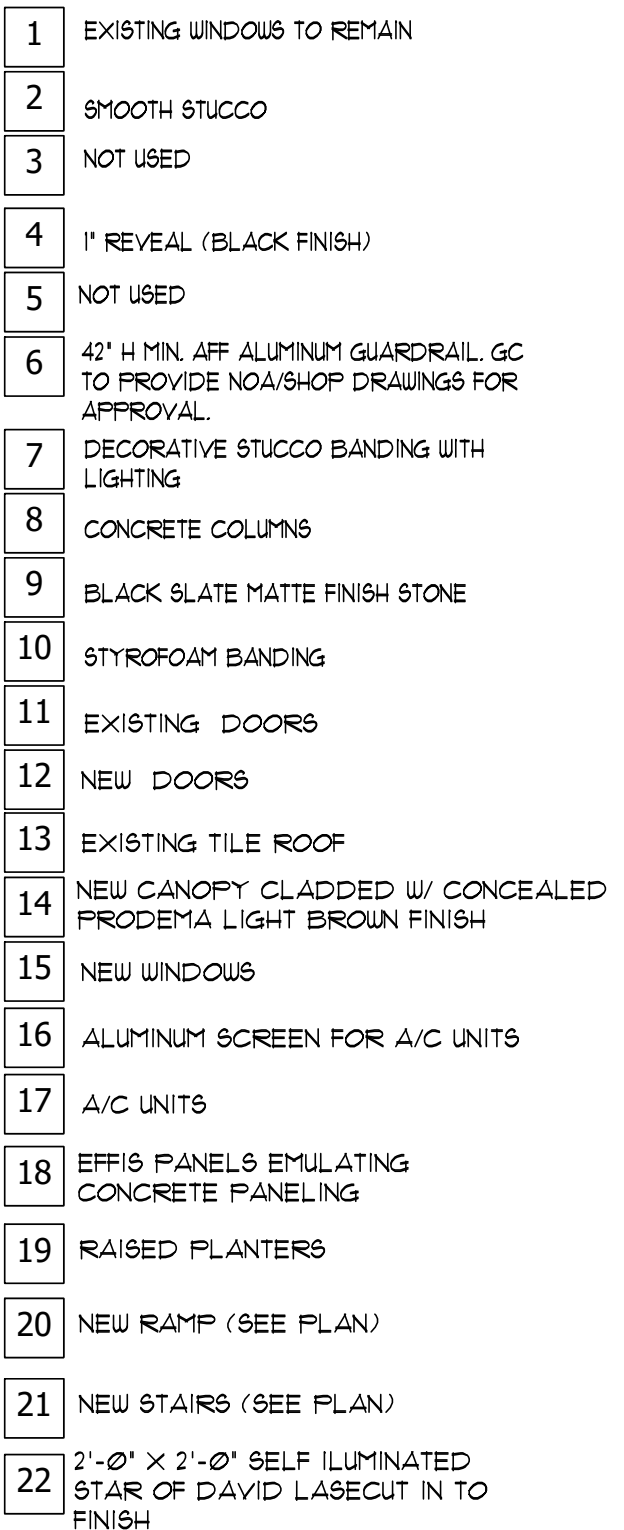 1 EXISTING WINDOWS TO REMAIN
2 SMOOTH STUCCO
3 NOT USED
4 1" REVEAL (BLACK FINISH)
5 NOT USED
6 42" H MIN. AFF ALUMINUM GUARDRAIL. GC
TO PROVIDE NOA/SHOP DRAWINGS FOR
APPROVAL.
7 DECORATIVE STUCCO BANDING WITH
LIGHTING
8 CONCRETE COLUMNS
9 BLACK SLATE MATTE FINISH STONE
10 STYROFOAM BANDING
11 EXISTING DOORS
12 NEW DOORS
13 EXISTING TILE ROOF
14 NEW CANOPY CLADDED W/ CONCEALED
PRODEMA LIGHT BROWN FINISH
15 NEW WINDOWS
16 ALUMINUM SCREEN FOR A/C UNITS
17 A/C UNITS
18 EFFIS PANELS EMULATING
CONCRETE PANELING
19 RAISED PLANTERS
20 NEW RAMP (SEE PLAN)
21 NEW STAIRS (SEE PLAN)
22 2'-0" X 2'-0" SELF ILUMINATED
STAR OF DAVID LASECUT IN TO
FINISH